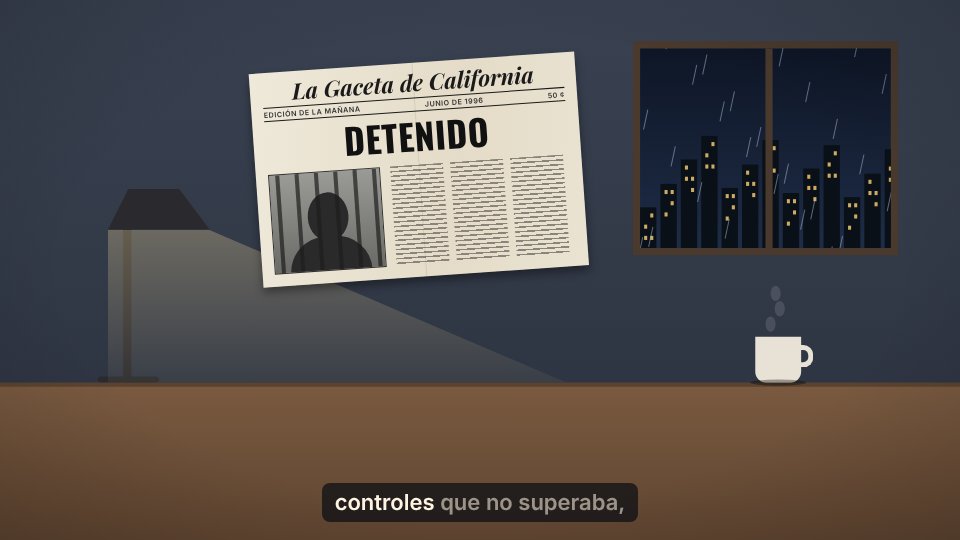 La Gaceta de California
EDICIÓN DE LA MAÑANA JUNIO DE 1996 50 ¢
DETENIDO
controles que no superaba,